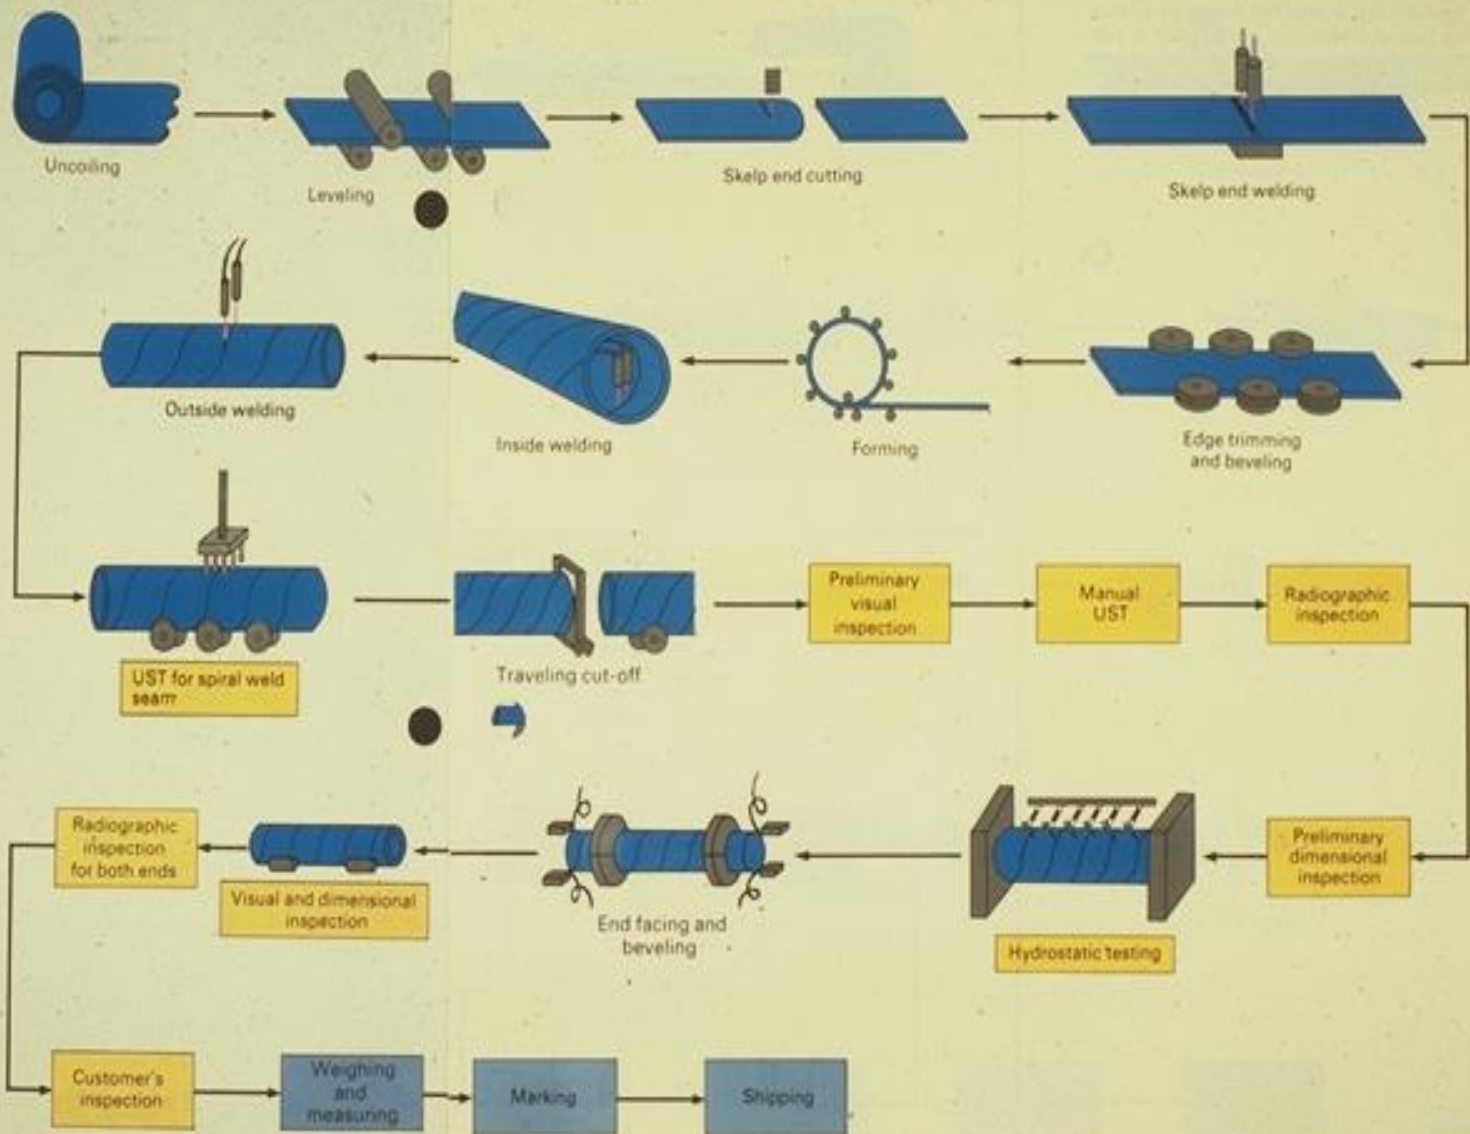 Uncoiling
Leveling
Skelp end cutting
Skelp end welding
Edge trimming
and beveling
Forming
Inside welding
Outside welding
UST for spiral weld
seam
Traveling cut-off
Preliminary
visual
inspection
Manual
UST
Radiographic
inspection
Preliminary
dimensional
inspection
Hydrostatic testing
End facing and
beveling
Visual and dimensional
inspection
Radiographic
inspection
for both ends
Customer's
inspection
Weighing
and
measuring
Marking
Shipping